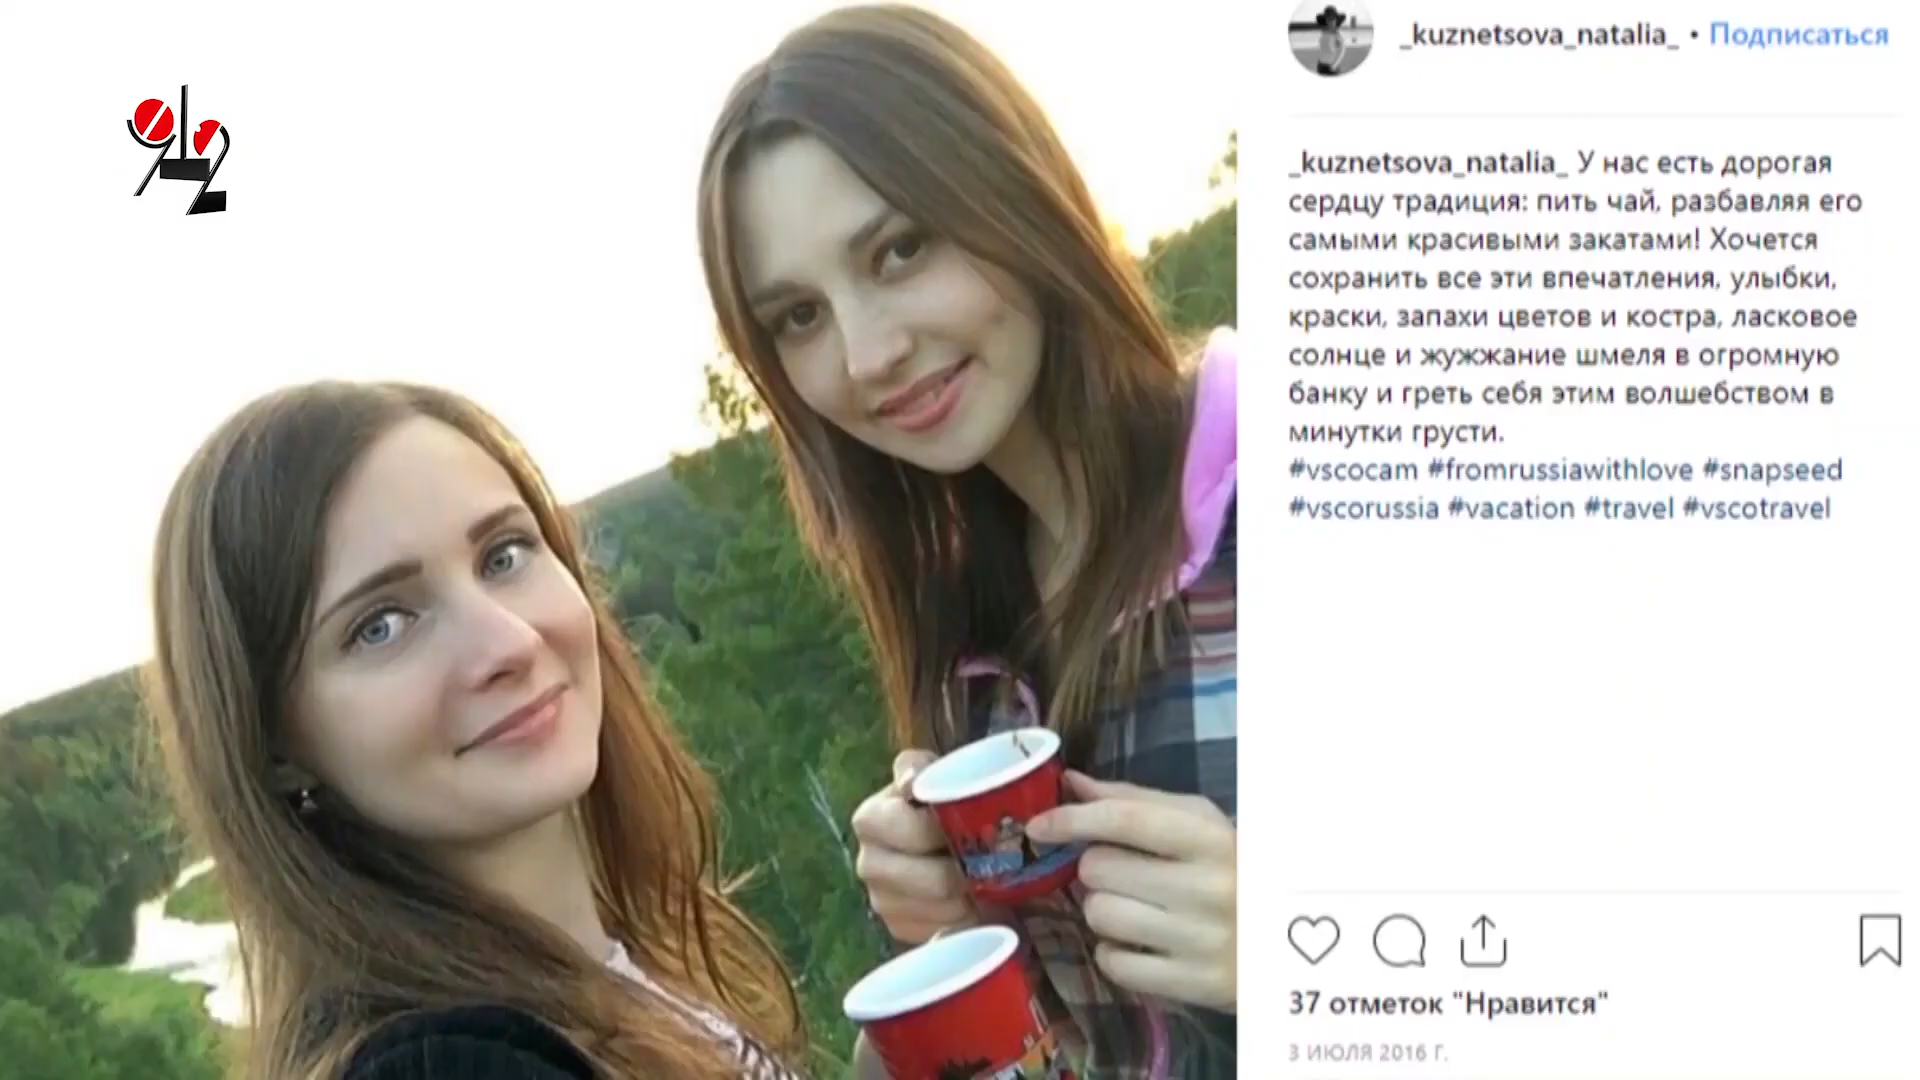 _kuznetsova_natalia_ • Подписаться
_kuznetsova_natalia_ У нас есть дорогая
сердцу традиция: пить чай, разбавляя его
самыми красивыми закатами! Хочется
сохранить все эти впечатления, улыбки,
краски, запахи цветов и костра, ласковое
солнце и жужжание шмеля в огромную
банку и греть себя этим волшебством в
минутки грусти.
#vscocam #fromrussiawithlove #snapseed
#vscorussia #vacation #travel #vscotravel
37 отметок "Нравится"
3 ИЮЛЯ 2016 Г.